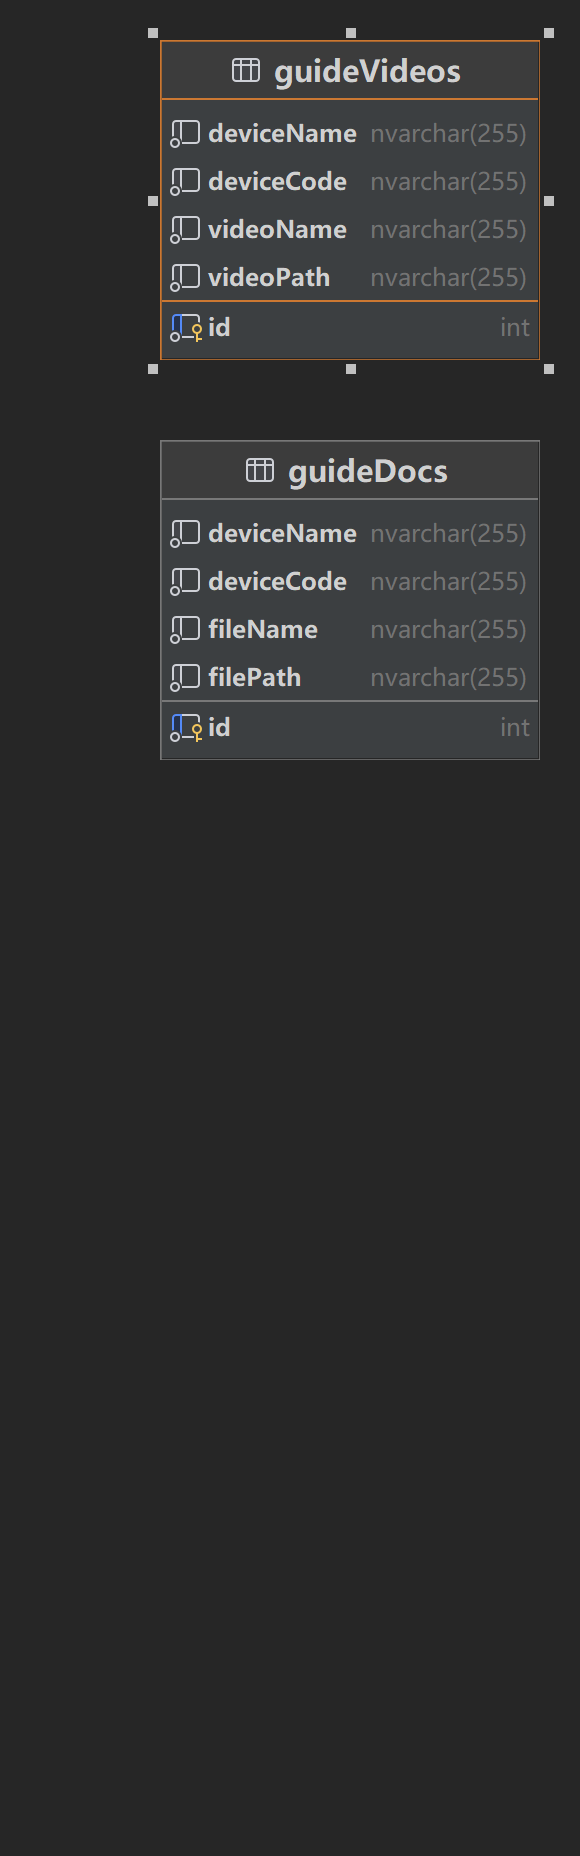 guideVideos
deviceName nvarchar(255)
deviceCode nvarchar(255)
videoName nvarchar(255)
videoPath nvarchar(255)
id int
guideDocs
deviceName nvarchar(255)
deviceCode nvarchar(255)
fileName nvarchar(255)
filePath nvarchar(255)
id int